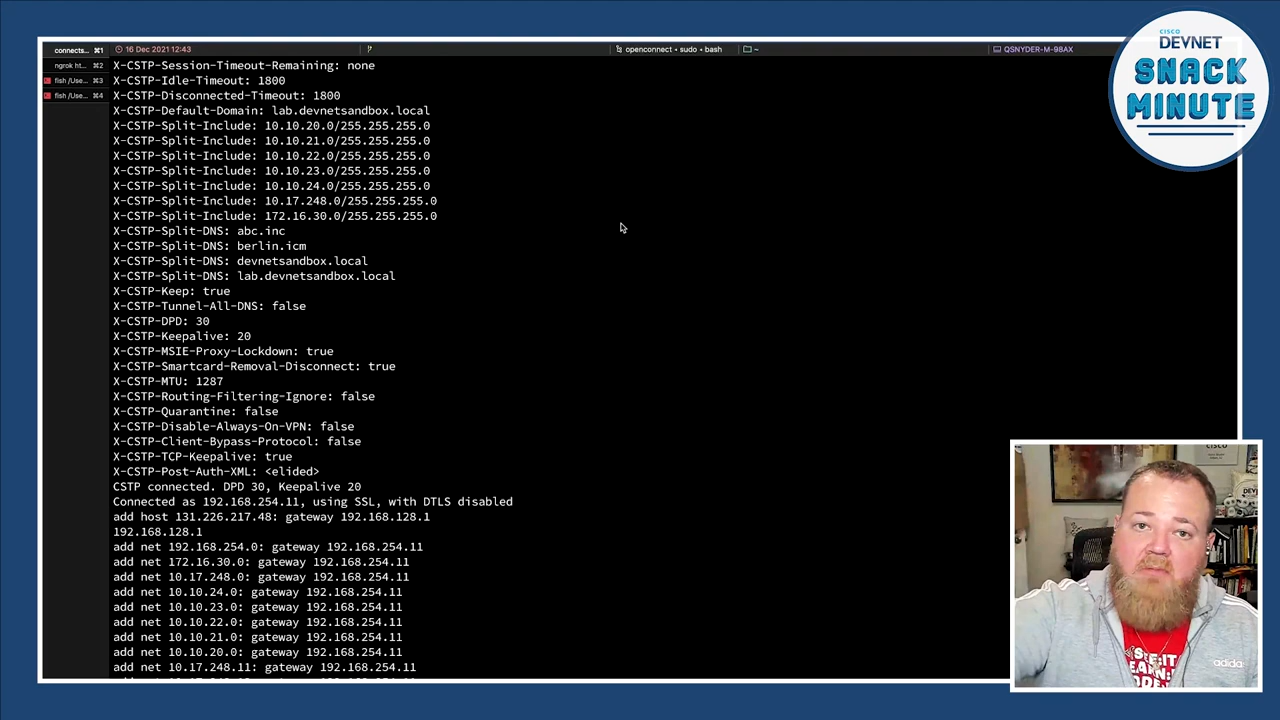 connects... ⌘1
16 Dec 2021 12:43
openconnect • sudo • bash
~
QSNYDER-M-98AX
ngrok ht... ⌘2
fish /Use... ⌘3
fish /Use... ⌘4
X-CSTP-Session-Timeout-Remaining: none
X-CSTP-Idle-Timeout: 1800
X-CSTP-Disconnected-Timeout: 1800
X-CSTP-Default-Domain: lab.devnetsandbox.local
X-CSTP-Split-Include: 10.10.20.0/255.255.255.0
X-CSTP-Split-Include: 10.10.21.0/255.255.255.0
X-CSTP-Split-Include: 10.10.22.0/255.255.255.0
X-CSTP-Split-Include: 10.10.23.0/255.255.255.0
X-CSTP-Split-Include: 10.10.24.0/255.255.255.0
X-CSTP-Split-Include: 10.17.248.0/255.255.255.0
X-CSTP-Split-Include: 172.16.30.0/255.255.255.0
X-CSTP-Split-DNS: abc.inc
X-CSTP-Split-DNS: berlin.icm
X-CSTP-Split-DNS: devnetsandbox.local
X-CSTP-Split-DNS: lab.devnetsandbox.local
X-CSTP-Keep: true
X-CSTP-Tunnel-All-DNS: false
X-CSTP-DPD: 30
X-CSTP-Keepalive: 20
X-CSTP-MSIE-Proxy-Lockdown: true
X-CSTP-Smartcard-Removal-Disconnect: true
X-CSTP-MTU: 1287
X-CSTP-Routing-Filtering-Ignore: false
X-CSTP-Quarantine: false
X-CSTP-Disable-Always-On-VPN: false
X-CSTP-Client-Bypass-Protocol: false
X-CSTP-TCP-Keepalive: true
X-CSTP-Post-Auth-XML: <elided>
CSTP connected. DPD 30, Keepalive 20
Connected as 192.168.254.11, using SSL, with DTLS disabled
add host 131.226.217.48: gateway 192.168.128.1
192.168.128.1
add net 192.168.254.0: gateway 192.168.254.11
add net 172.16.30.0: gateway 192.168.254.11
add net 10.17.248.0: gateway 192.168.254.11
add net 10.10.24.0: gateway 192.168.254.11
add net 10.10.23.0: gateway 192.168.254.11
add net 10.10.22.0: gateway 192.168.254.11
add net 10.10.21.0: gateway 192.168.254.11
add net 10.10.20.0: gateway 192.168.254.11
add net 10.17.248.11: gateway 192.168.254.11
CISCO
DEVNET
SNACK
MINUTE
adidas